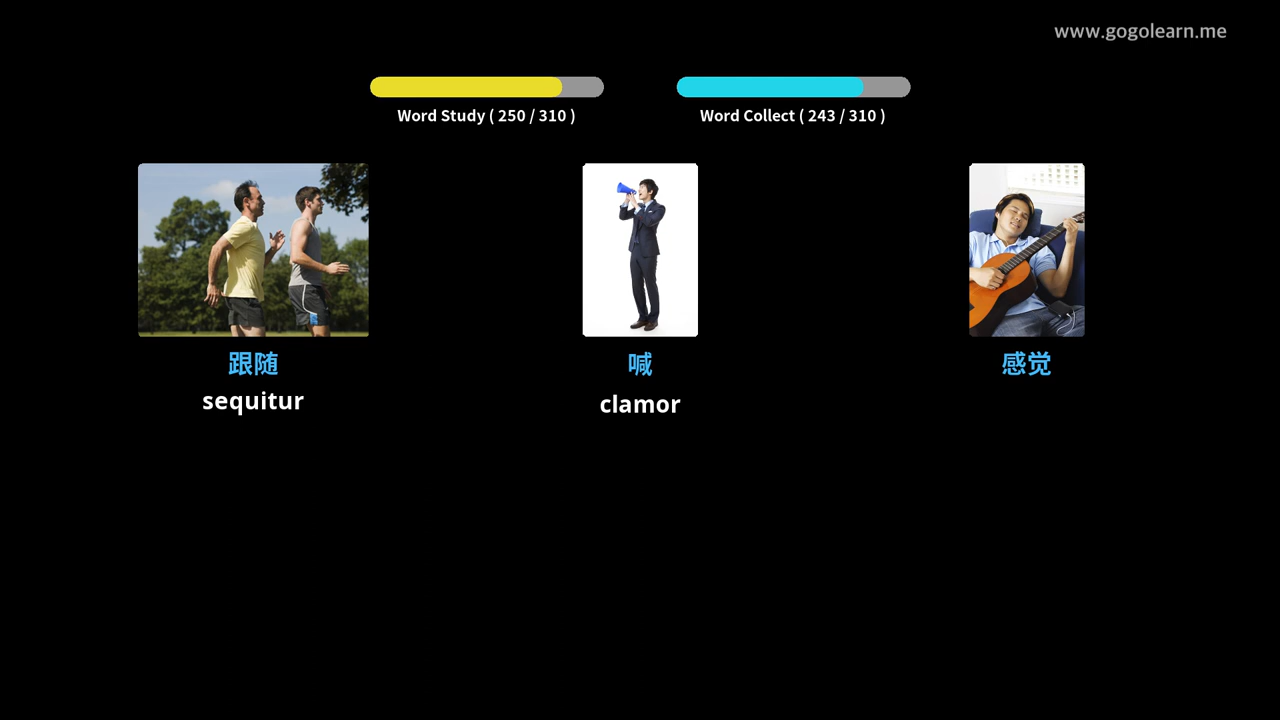 www.gogolearn.me
Word Study ( 250 / 310 )
Word Collect ( 243 / 310 )
跟随
喊
感觉
sequitur
clamor